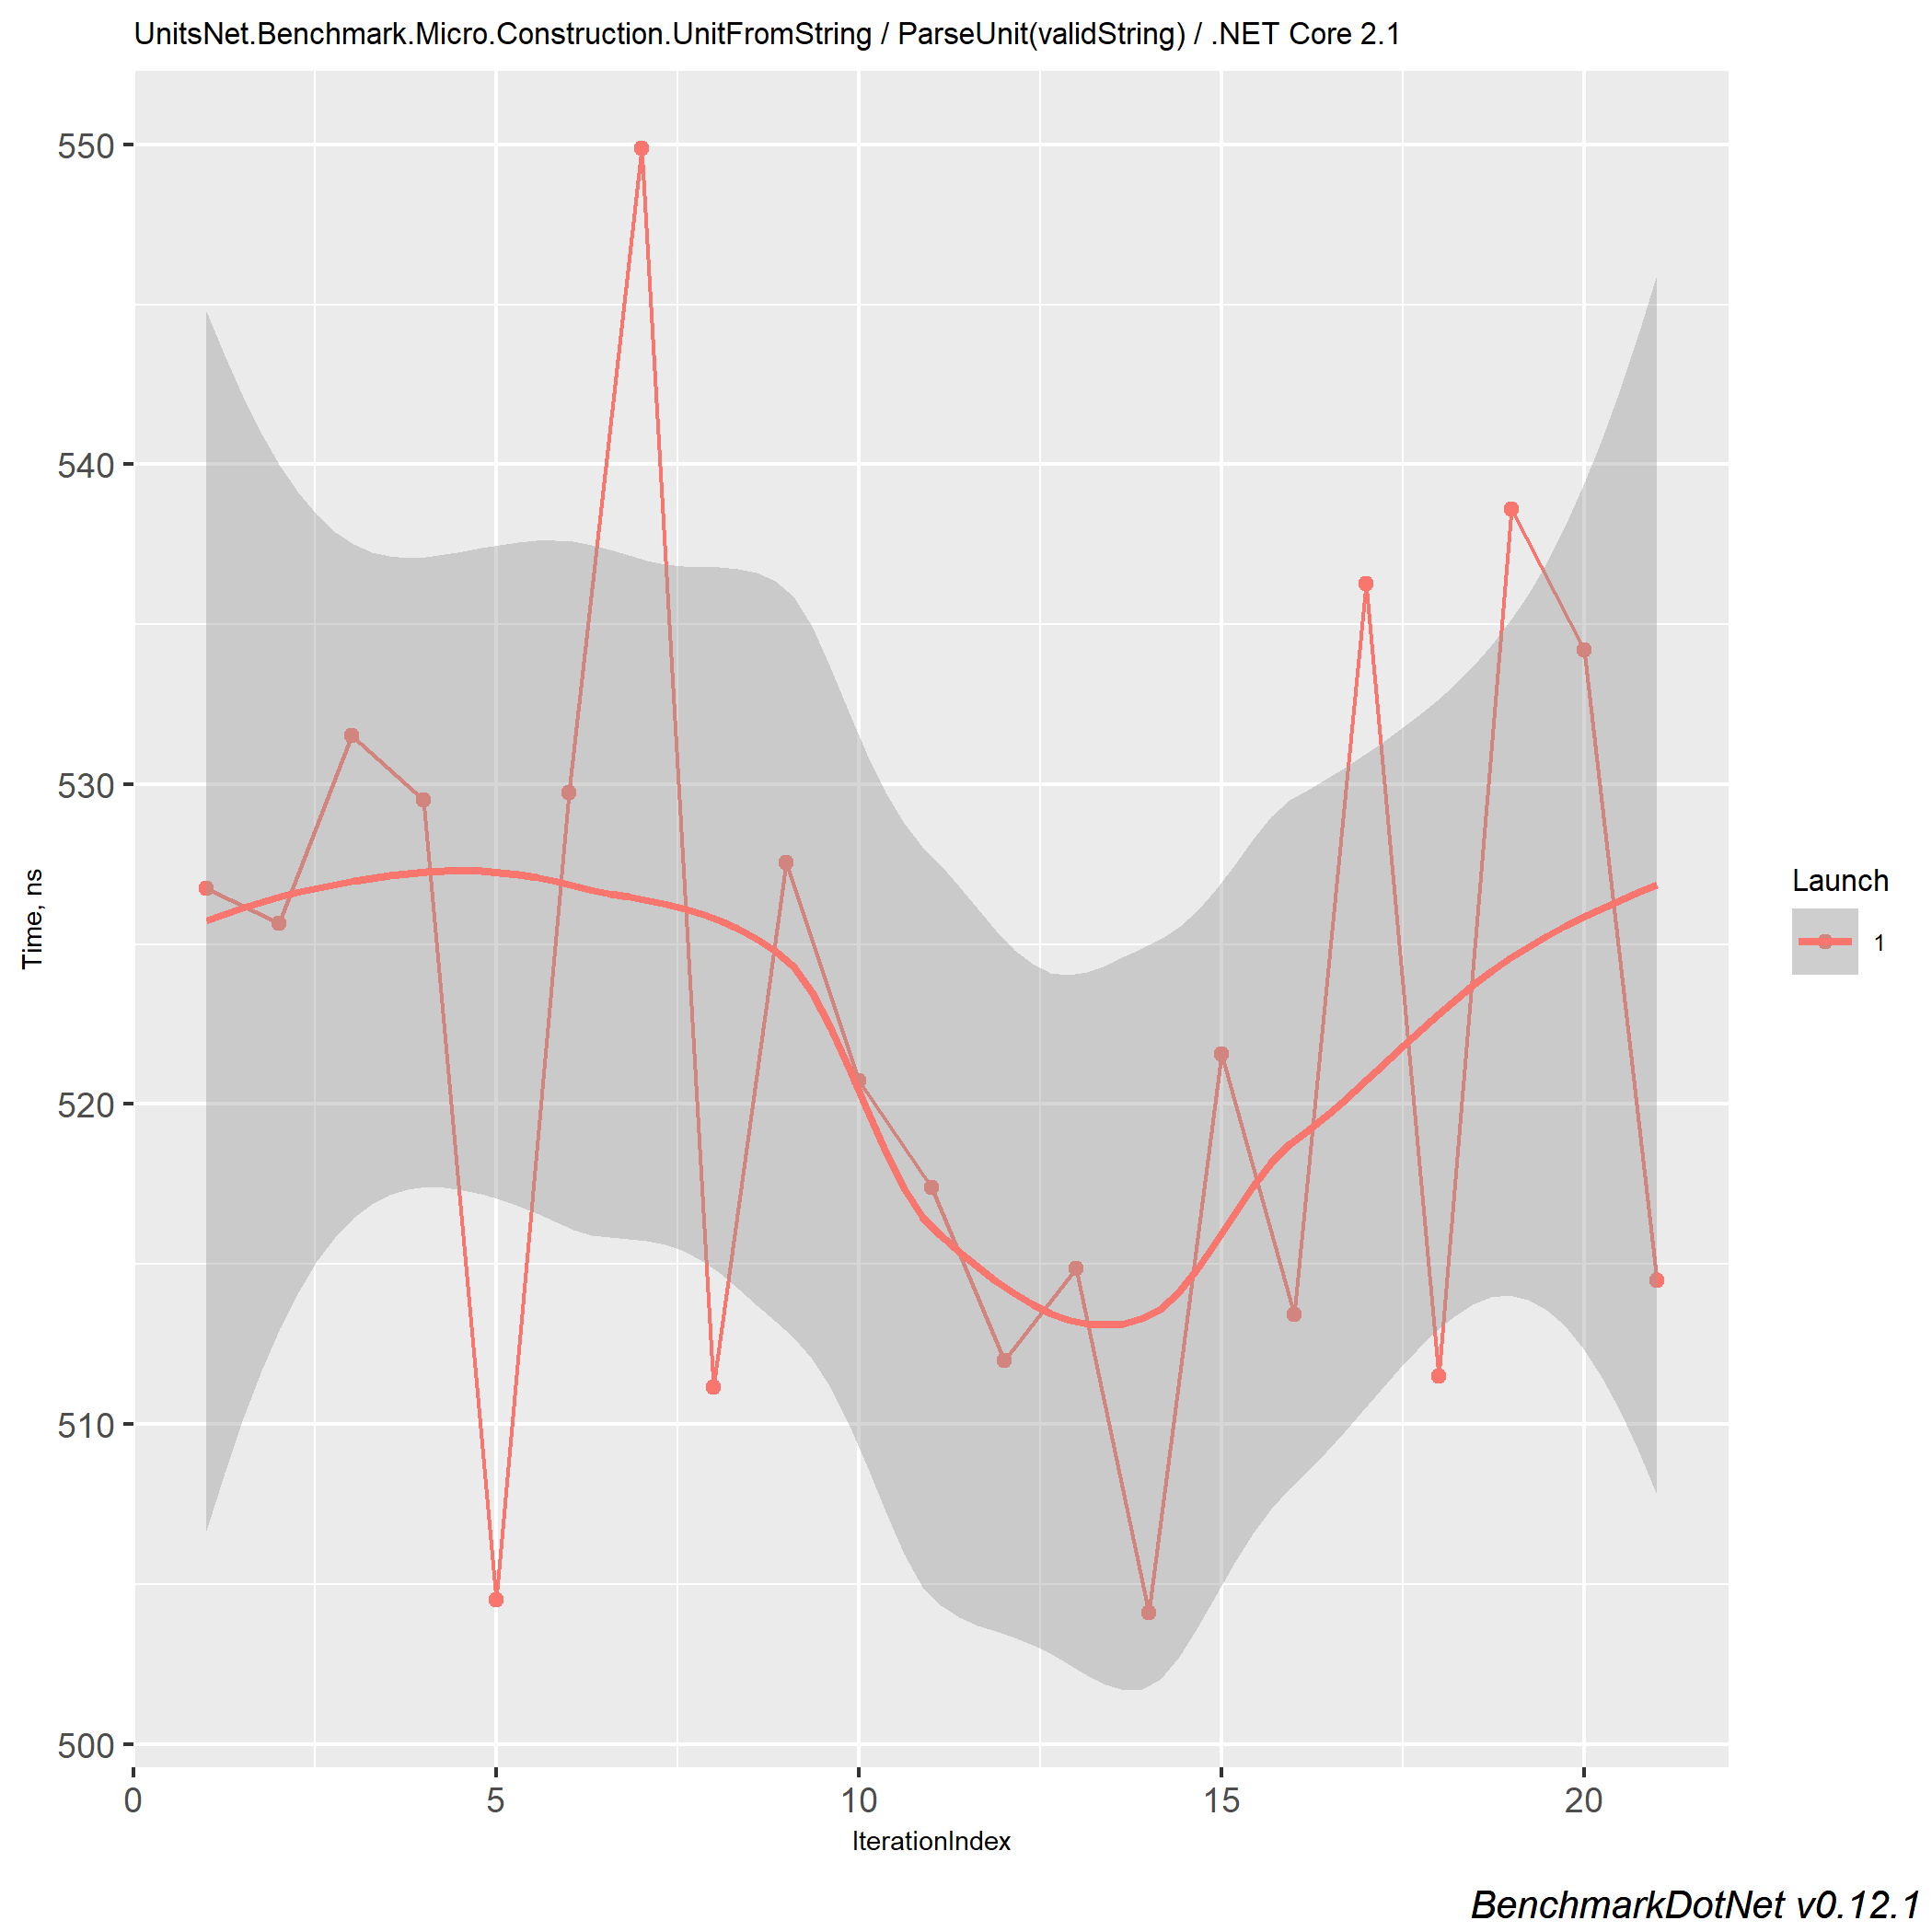 UnitsNet.Benchmark.Micro.Construction.UnitFromString / ParseUnit(validString) / .NET Core 2.1
550
540
530
520
510
500
Time, ns
0 5 10 15 20
IterationIndex
Launch
1
BenchmarkDotNet v0.12.1